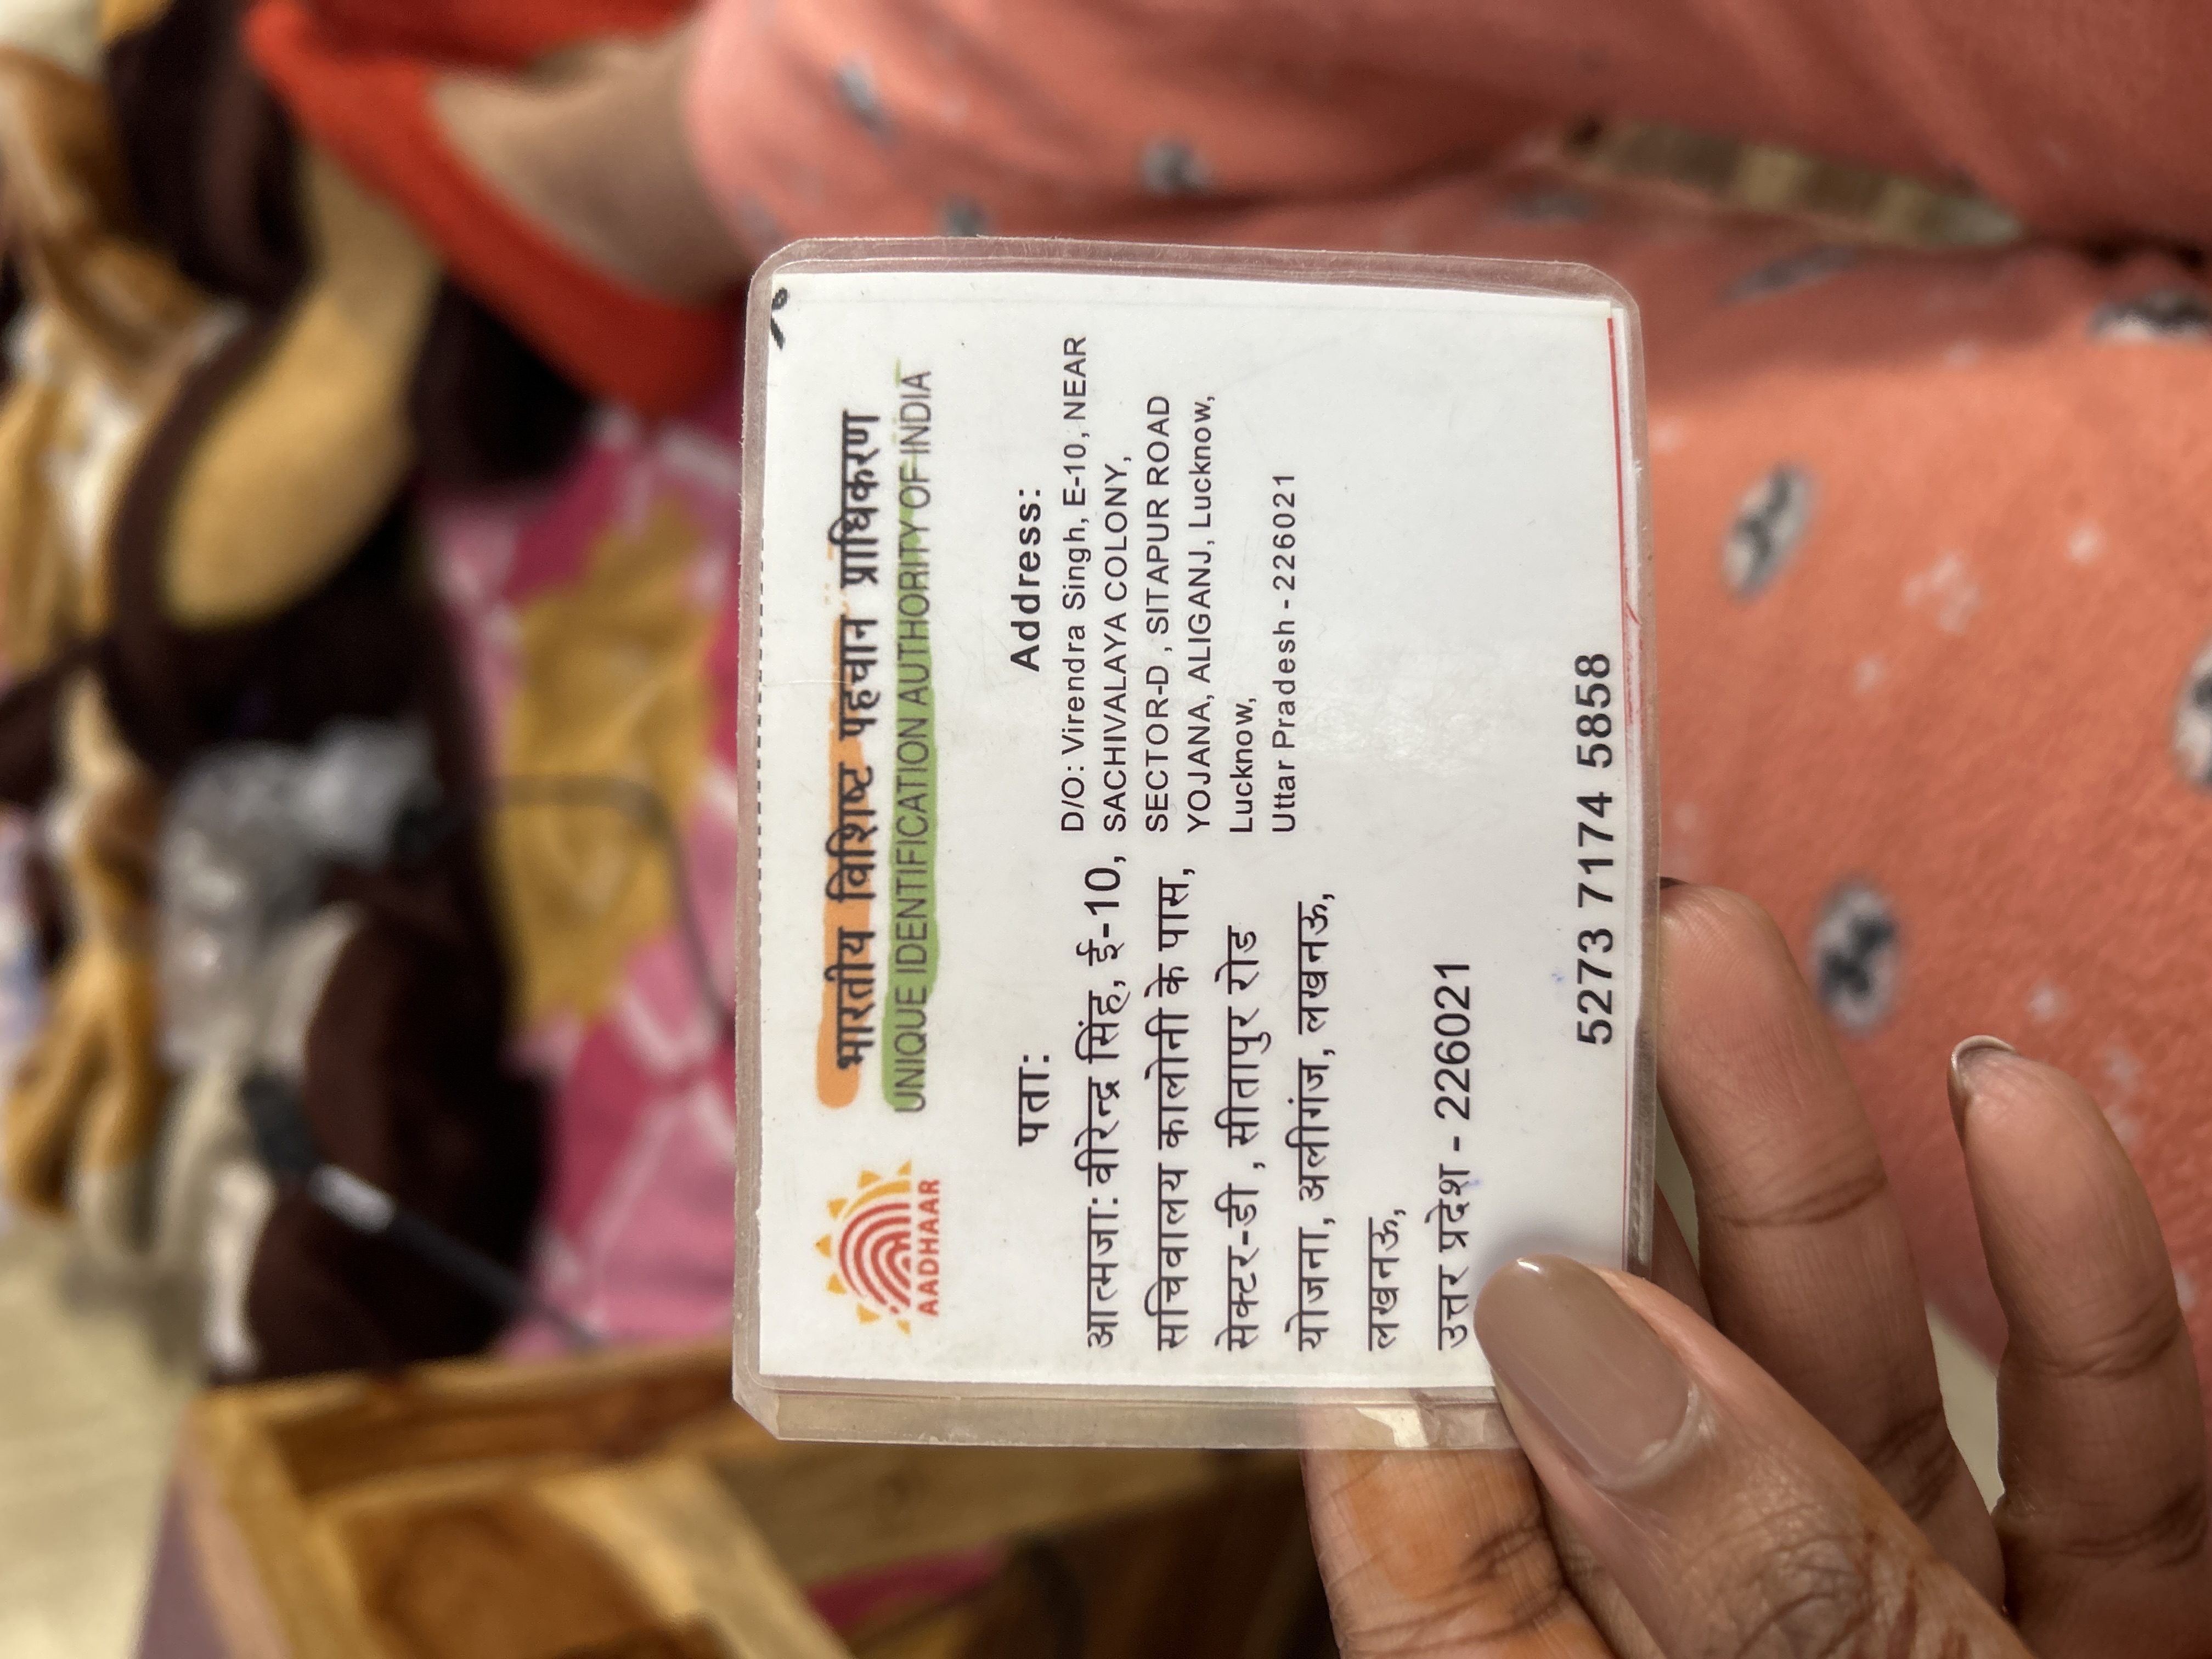 भारतीय विशिष्ट पहचान प्राधिकरण
UNIQUE IDENTIFICATION AUTHORITY OF INDIA
AADHAAR
पता:
आत्मजा: वीरेन्द्र सिंह, ई-10,
सचिवालय कालोनी के पास,
सेक्टर-डी , सीतापुर रोड
योजना, अलीगंज, लखनऊ,
लखनऊ,
उत्तर प्रदेश - 226021
Address:
D/O: Virendra Singh, E-10, NEAR
SACHIVALAYA COLONY,
SECTOR-D , SITAPUR ROAD
YOJANA, ALIGANJ, Lucknow,
Lucknow,
Uttar Pradesh - 226021
5273 7174 5858